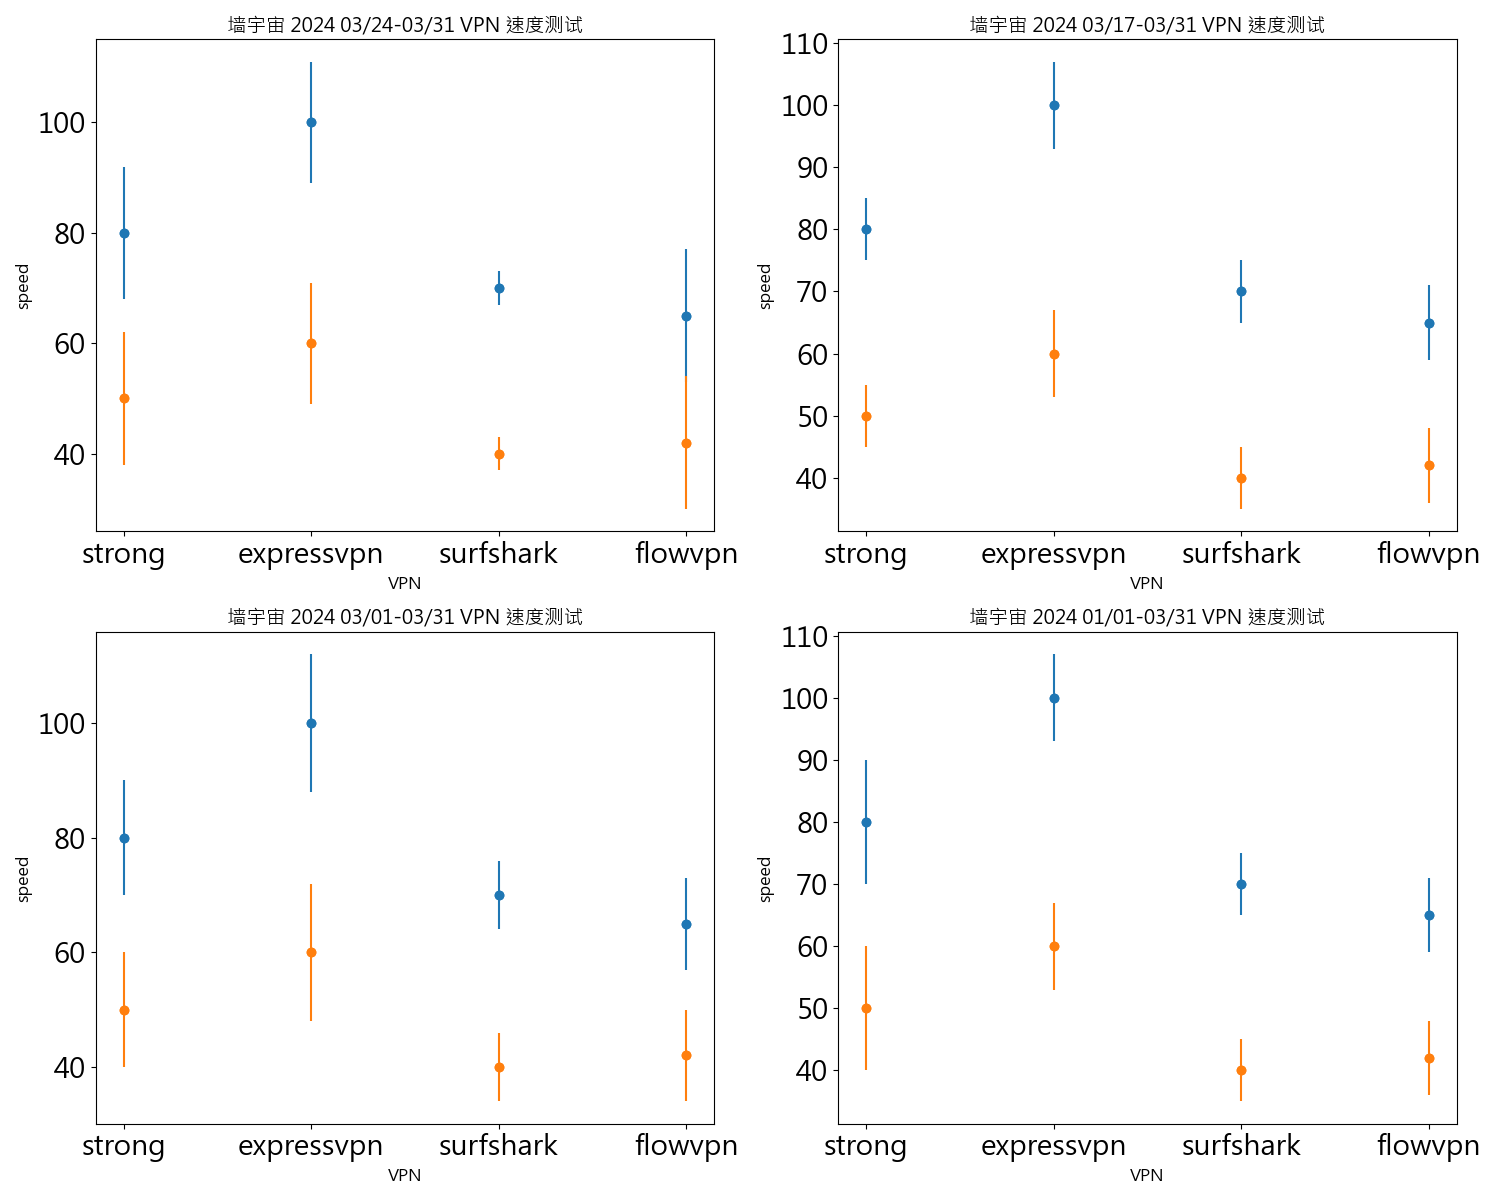 墙宇宙 2024 03/24-03/31 VPN 速度测试
100
80
60
40
speed
strong expressvpn surfshark flowvpn
VPN
墙宇宙 2024 03/17-03/31 VPN 速度测试
110
100
90
80
70
60
50
40
speed
strong expressvpn surfshark flowvpn
VPN
墙宇宙 2024 03/01-03/31 VPN 速度测试
100
80
60
40
speed
strong expressvpn surfshark flowvpn
VPN
墙宇宙 2024 01/01-03/31 VPN 速度测试
110
100
90
80
70
60
50
40
speed
strong expressvpn surfshark flowvpn
VPN